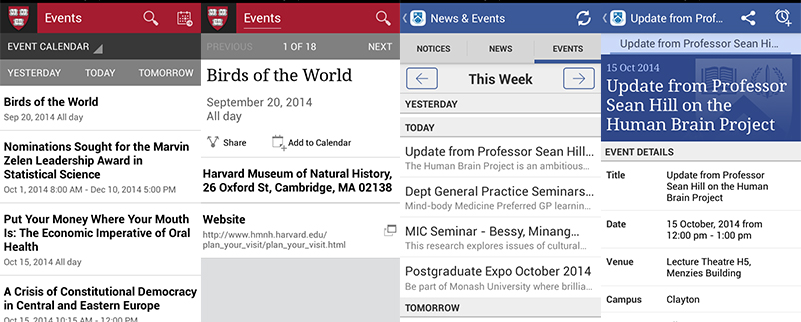 Events
EVENT CALENDAR
YESTERDAY TODAY TOMORROW
Birds of the World
Sep 20, 2014 All day
Nominations Sought for the Marvin
Zelen Leadership Award in
Statistical Science
Oct 1, 2014 8:00 AM - Dec 10, 2014 5:00 PM
Put Your Money Where Your Mouth
Is: The Economic Imperative of Oral
Health
Oct 15, 2014 All day
A Crisis of Constitutional Democracy
in Central and Eastern Europe
Oct 15, 2014 10:15 AM - 12:00 PM
Events
PREVIOUS 1 OF 18 NEXT
Birds of the World
September 20, 2014
All day
Share Add to Calendar
Harvard Museum of Natural History,
26 Oxford St, Cambridge, MA 02138
Website
http://www.hmnh.harvard.edu/
plan_your_visit/plan_your_visit.html
News & Events
NOTICES NEWS EVENTS
This Week
YESTERDAY
TODAY
Update from Professor Sean Hill...
The Human Brain Project is an ambitious...
Dept General Practice Seminars...
Mind-body Medicine Preferred GP learnin...
MIC Seminar - Bessy, Minang...
This research explores issues of cultural...
Postgraduate Expo October 2014
Be part of Monash University where brillia...
TOMORROW
Update from Prof...
Update from Professor Sean Hi...
15 Oct 2014
Update from Professor
Sean Hill on the
Human Brain Project
EVENT DETAILS
Title Update from Professor
Sean Hill on the Human
Brain Project
Date 15 October, 2014 from
12:00 pm - 1:00 pm
Venue Lecture Theatre H5,
Menzies Building
Campus Clayton